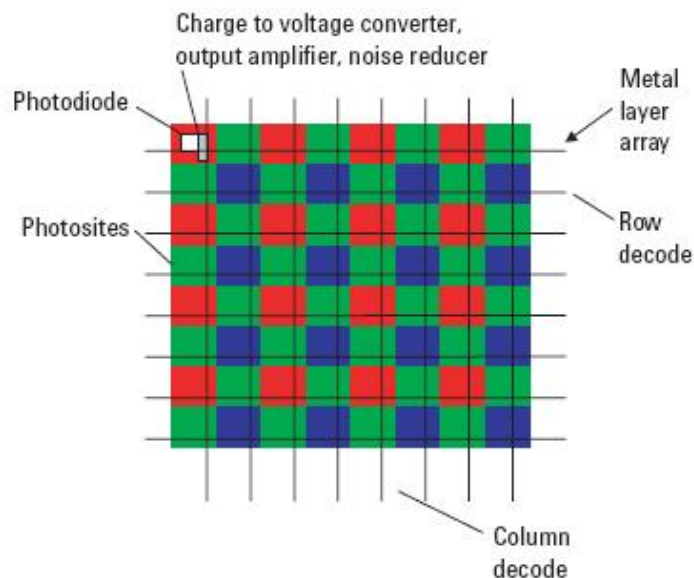 Charge to voltage converter,
output amplifier, noise reducer
Photodiode
Metal
layer
array
Photosites
Row
decode
Column
decode